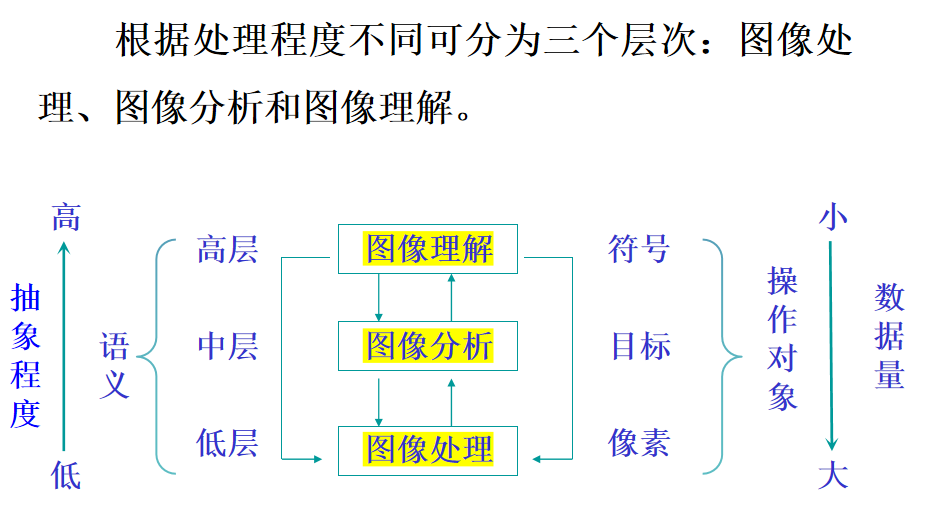 根据处理程度不同可分为三个层次：图像处
理、图像分析和图像理解。
高
小
高层
图像理解
符号
抽象程度
语义
中层
图像分析
目标
操作对象
数据量
低层
图像处理
像素
低
大